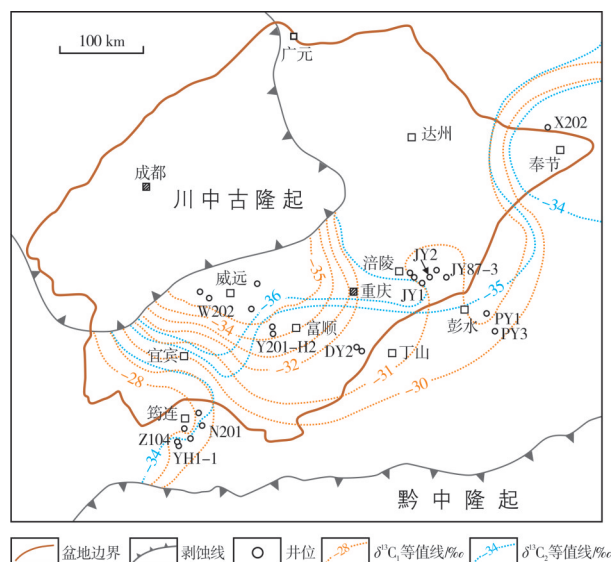 100 km
广元
X202
达州
奉节
成都
川中古隆起
-34
-35
涪陵
JY2
JY87-3
威远
-36
重庆
JY1
-35
W202
-34
富顺
彭水
PY1
Y201-H2
-32
DY2
丁山
PY3
宜宾
-31
-28
-30
筠连
Z104
N201
-34
YH1-1
黔中隆起
盆地边界
剥蚀线
井位
-28 δ¹³C₁等值线/‰
-34 δ¹³C₂等值线/‰